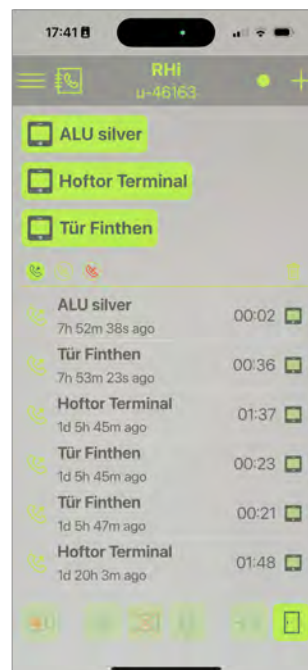 17:41
RHi
u-46163
ALU silver
Hoftor Terminal
Tür Finthen
ALU silver
7h 52m 38s ago
00:02
Tür Finthen
7h 53m 23s ago
00:36
Hoftor Terminal
1d 5h 45m ago
01:37
Tür Finthen
1d 5h 45m ago
00:23
Tür Finthen
1d 5h 47m ago
00:21
Hoftor Terminal
1d 20h 3m ago
01:48